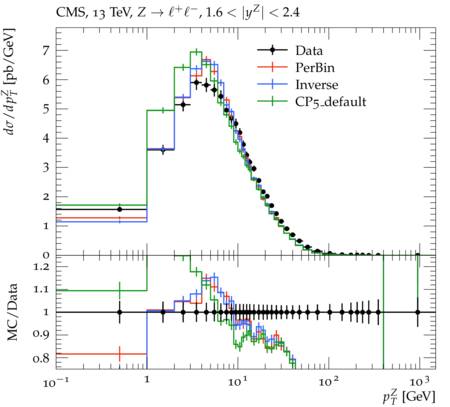 CMS, 13 TeV, Z → ℓ⁺ℓ⁻, 1.6 < |y^Z| < 2.4
dσ/dp_T^Z [pb/GeV]
7
6
5
4
3
2
1
0
Data
PerBin
Inverse
CP5_default
MC/Data
1.2
1.1
1
0.9
0.8
10⁻¹ 1 10¹ 10² 10³
p_T^Z [GeV]